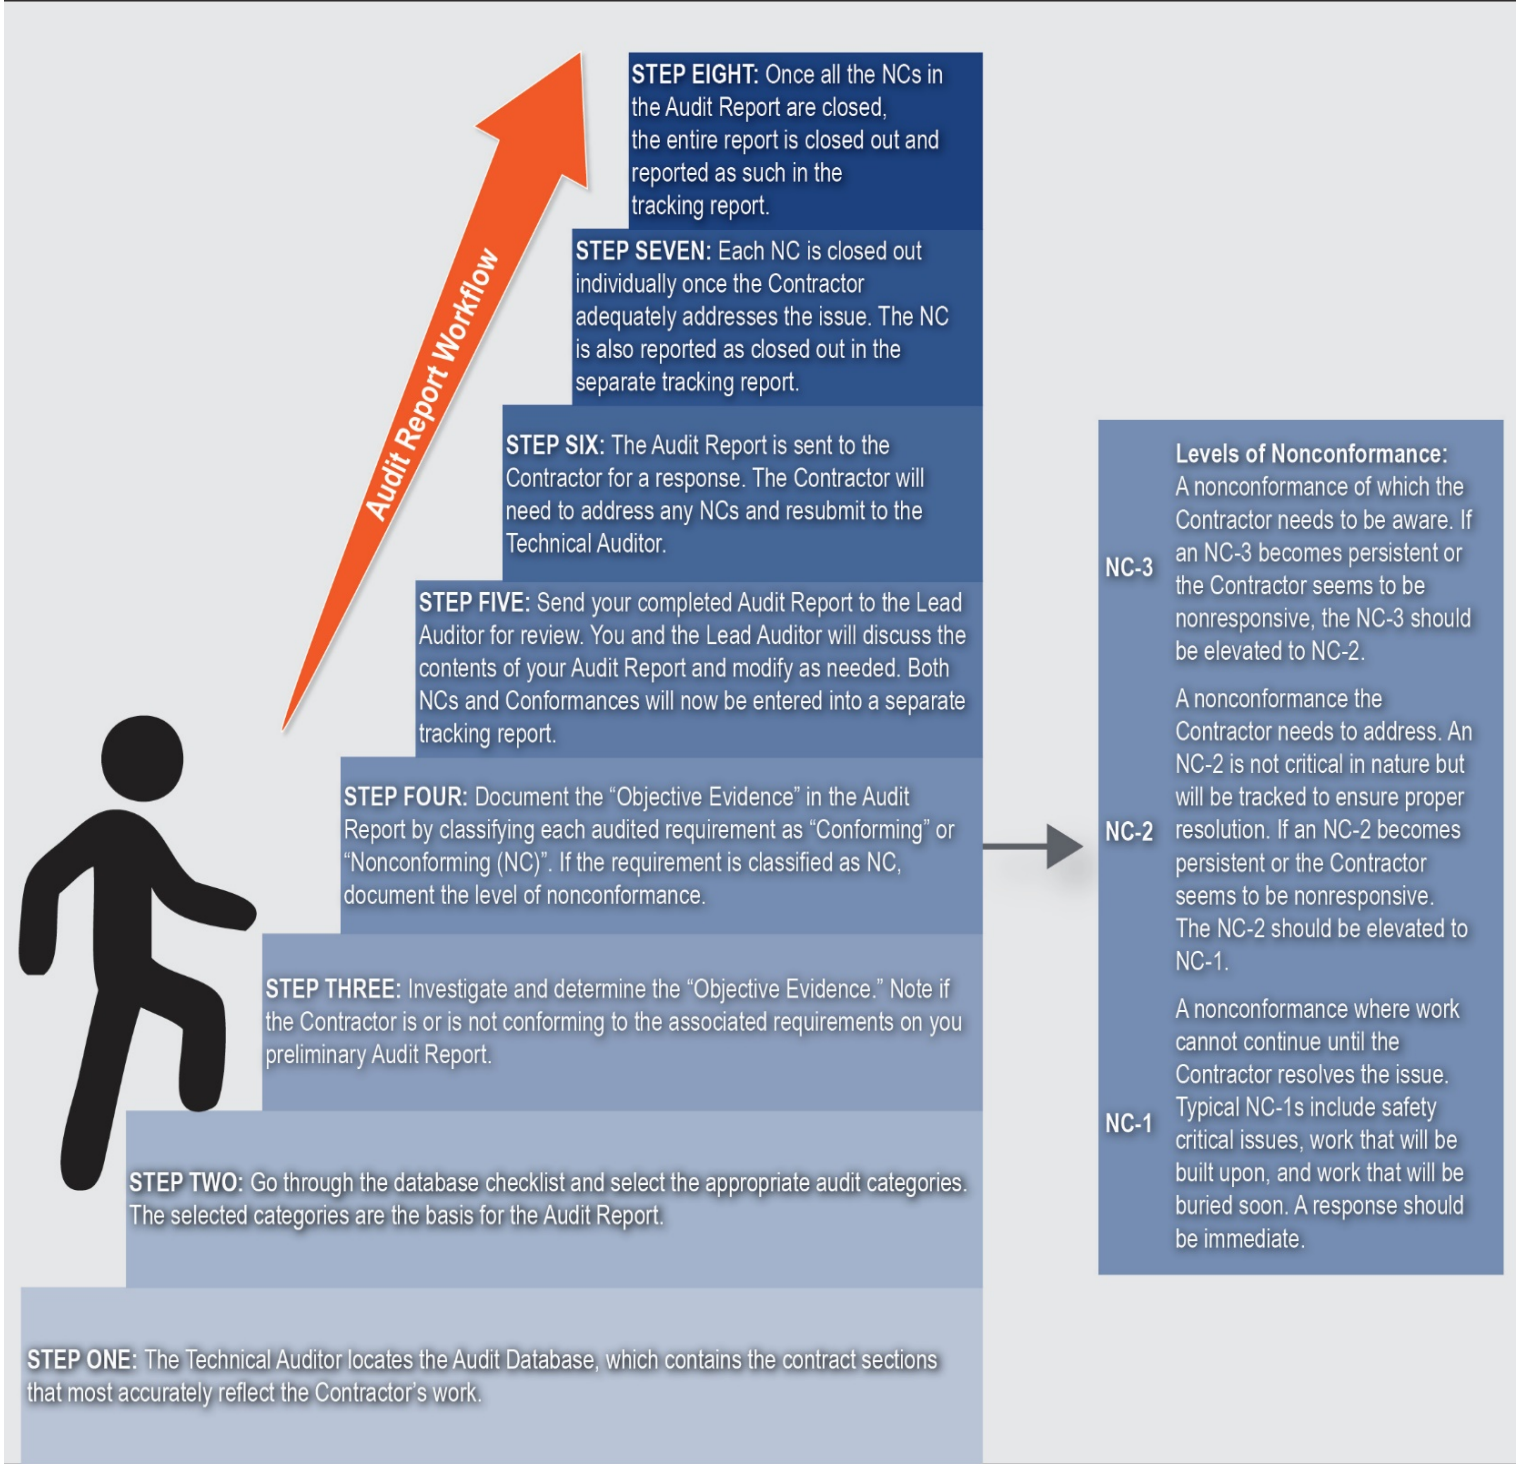 STEP EIGHT: Once all the NCs in
the Audit Report are closed,
the entire report is closed out and
reported as such in the
tracking report.
STEP SEVEN: Each NC is closed out
individually once the Contractor
adequately addresses the issue. The NC
is also reported as closed out in the
separate tracking report.
STEP SIX: The Audit Report is sent to the
Contractor for a response. The Contractor will
need to address any NCs and resubmit to the
Technical Auditor.
STEP FIVE: Send your completed Audit Report to the Lead
Auditor for review. You and the Lead Auditor will discuss the
contents of your Audit Report and modify as needed. Both
NCs and Conformances will now be entered into a separate
tracking report.
STEP FOUR: Document the “Objective Evidence” in the Audit
Report by classifying each audited requirement as “Conforming” or
“Nonconforming (NC)”. If the requirement is classified as NC,
document the level of nonconformance.
STEP THREE: Investigate and determine the “Objective Evidence.” Note if
the Contractor is or is not conforming to the associated requirements on you
preliminary Audit Report.
STEP TWO: Go through the database checklist and select the appropriate audit categories.
The selected categories are the basis for the Audit Report.
STEP ONE: The Technical Auditor locates the Audit Database, which contains the contract sections
that most accurately reflect the Contractor’s work.
Audit Report Workflow
Levels of Nonconformance:
NC-3
A nonconformance of which the
Contractor needs to be aware. If
an NC-3 becomes persistent or
the Contractor seems to be
nonresponsive, the NC-3 should
be elevated to NC-2.
NC-2
A nonconformance the
Contractor needs to address. An
NC-2 is not critical in nature but
will be tracked to ensure proper
resolution. If an NC-2 becomes
persistent or the Contractor
seems to be nonresponsive.
The NC-2 should be elevated to
NC-1.
NC-1
A nonconformance where work
cannot continue until the
Contractor resolves the issue.
Typical NC-1s include safety
critical issues, work that will be
built upon, and work that will be
buried soon. A response should
be immediate.